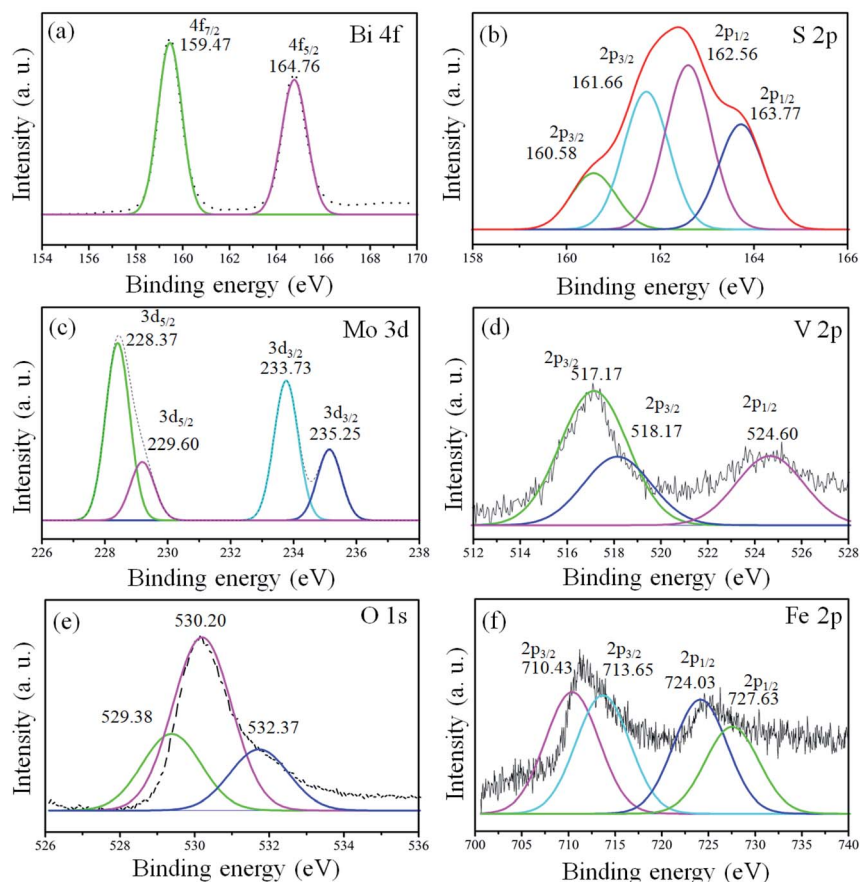 (a)
Bi 4f
4f7/2
159.47
4f5/2
164.76
Intensity (a. u.)
154 156 158 160 162 164 166 168 170
Binding energy (eV)
(b)
S 2p
2p3/2
160.58
2p3/2
161.66
2p1/2
162.56
2p1/2
163.77
Intensity (a. u.)
158 160 162 164 166
Binding energy (eV)
(c)
Mo 3d
3d5/2
228.37
3d5/2
229.60
3d3/2
233.73
3d3/2
235.25
Intensity (a. u.)
226 228 230 232 234 236 238
Binding energy (eV)
(d)
V 2p
2p3/2
517.17
2p3/2
518.17
2p1/2
524.60
Intensity (a. u.)
512 514 516 518 520 522 524 526 528
Binding energy (eV)
(e)
O 1s
529.38
530.20
532.37
Intensity (a. u.)
526 528 530 532 534 536
Binding energy (eV)
(f)
Fe 2p
2p3/2
710.43
2p3/2
713.65
2p1/2
724.03
2p1/2
727.63
Intensity (a. u.)
700 705 710 715 720 725 730 735 740
Binding energy (eV)